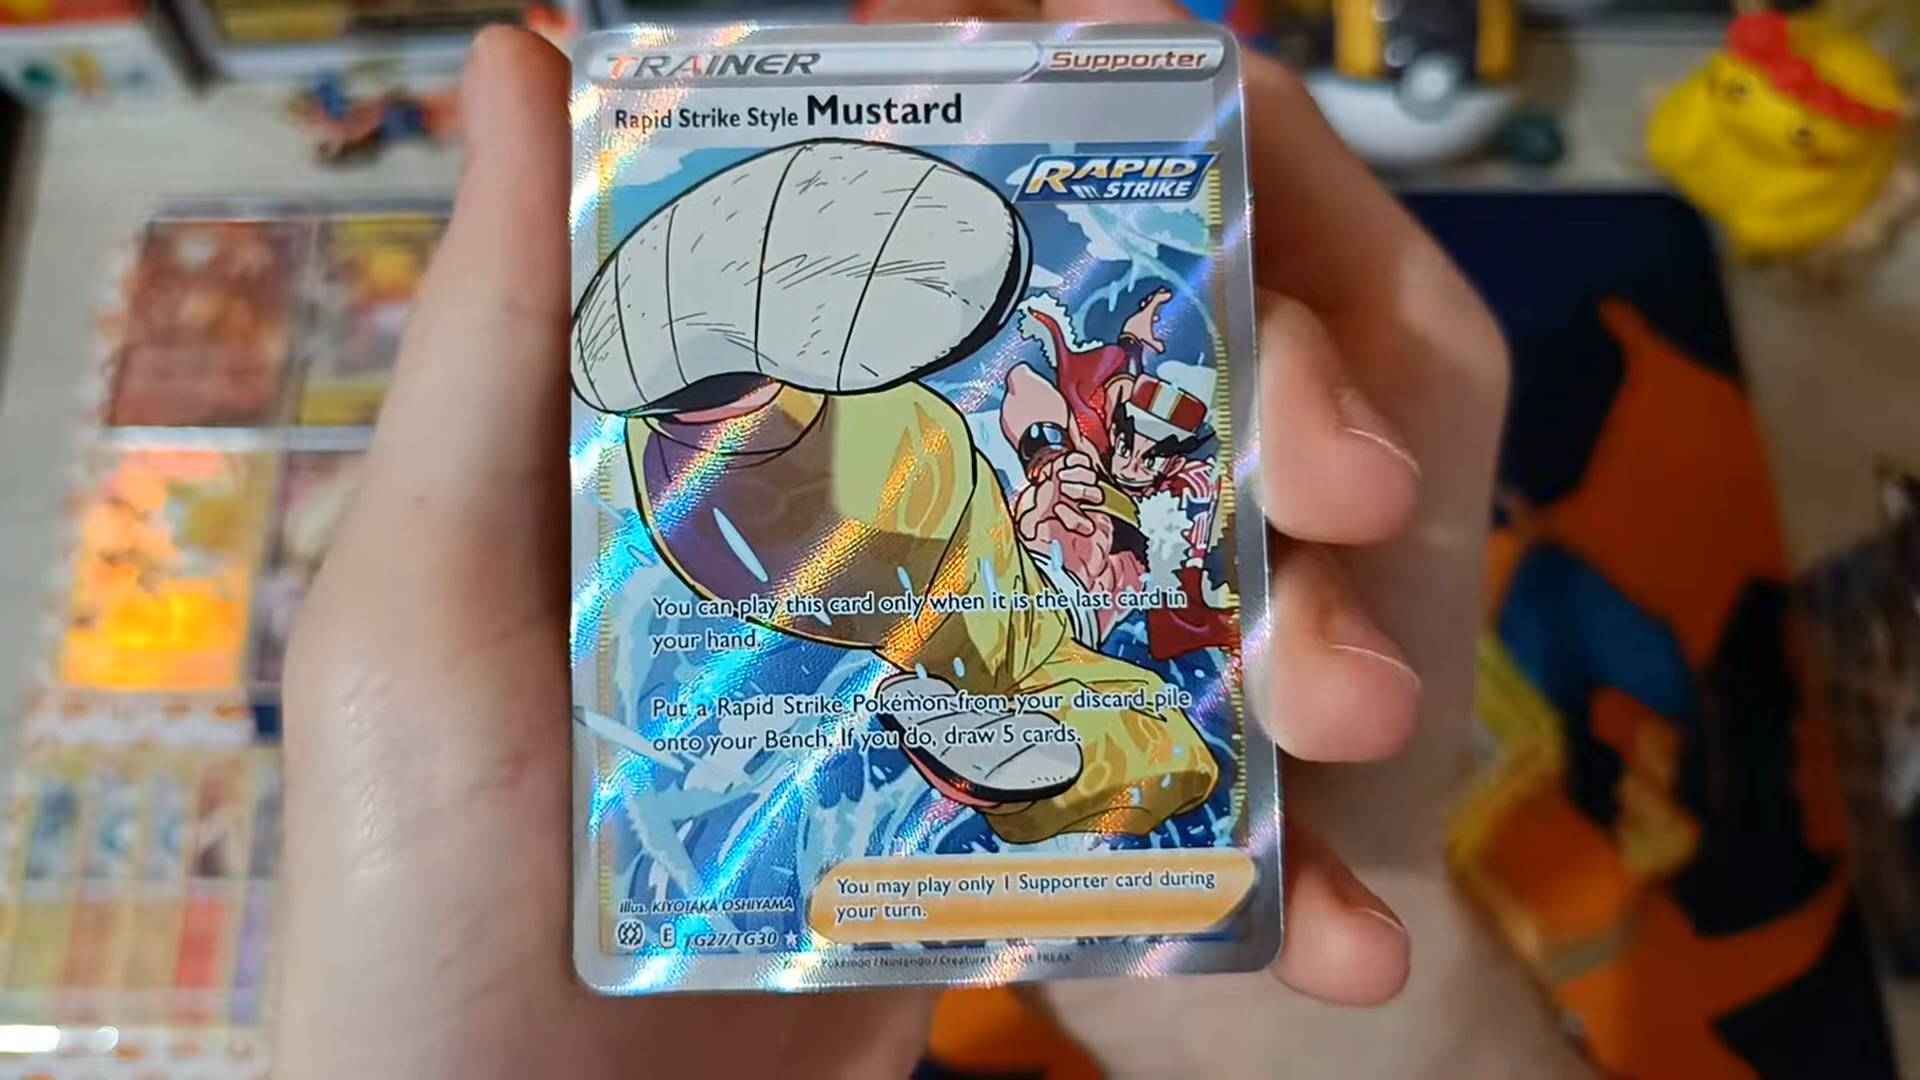 TRAINER Supporter
Rapid Strike Style Mustard
RAPID
STRIKE
You can play this card only when it is the last card in
your hand.
Put a Rapid Strike Pokémon from your discard pile
onto your Bench. If you do, draw 5 cards.
You may play only 1 Supporter card during
your turn.
Illus. KIYOTAKA OSHIYAMA
E TG27/TG30
Pokémon / Nintendo / Creatures / GAME FREAK